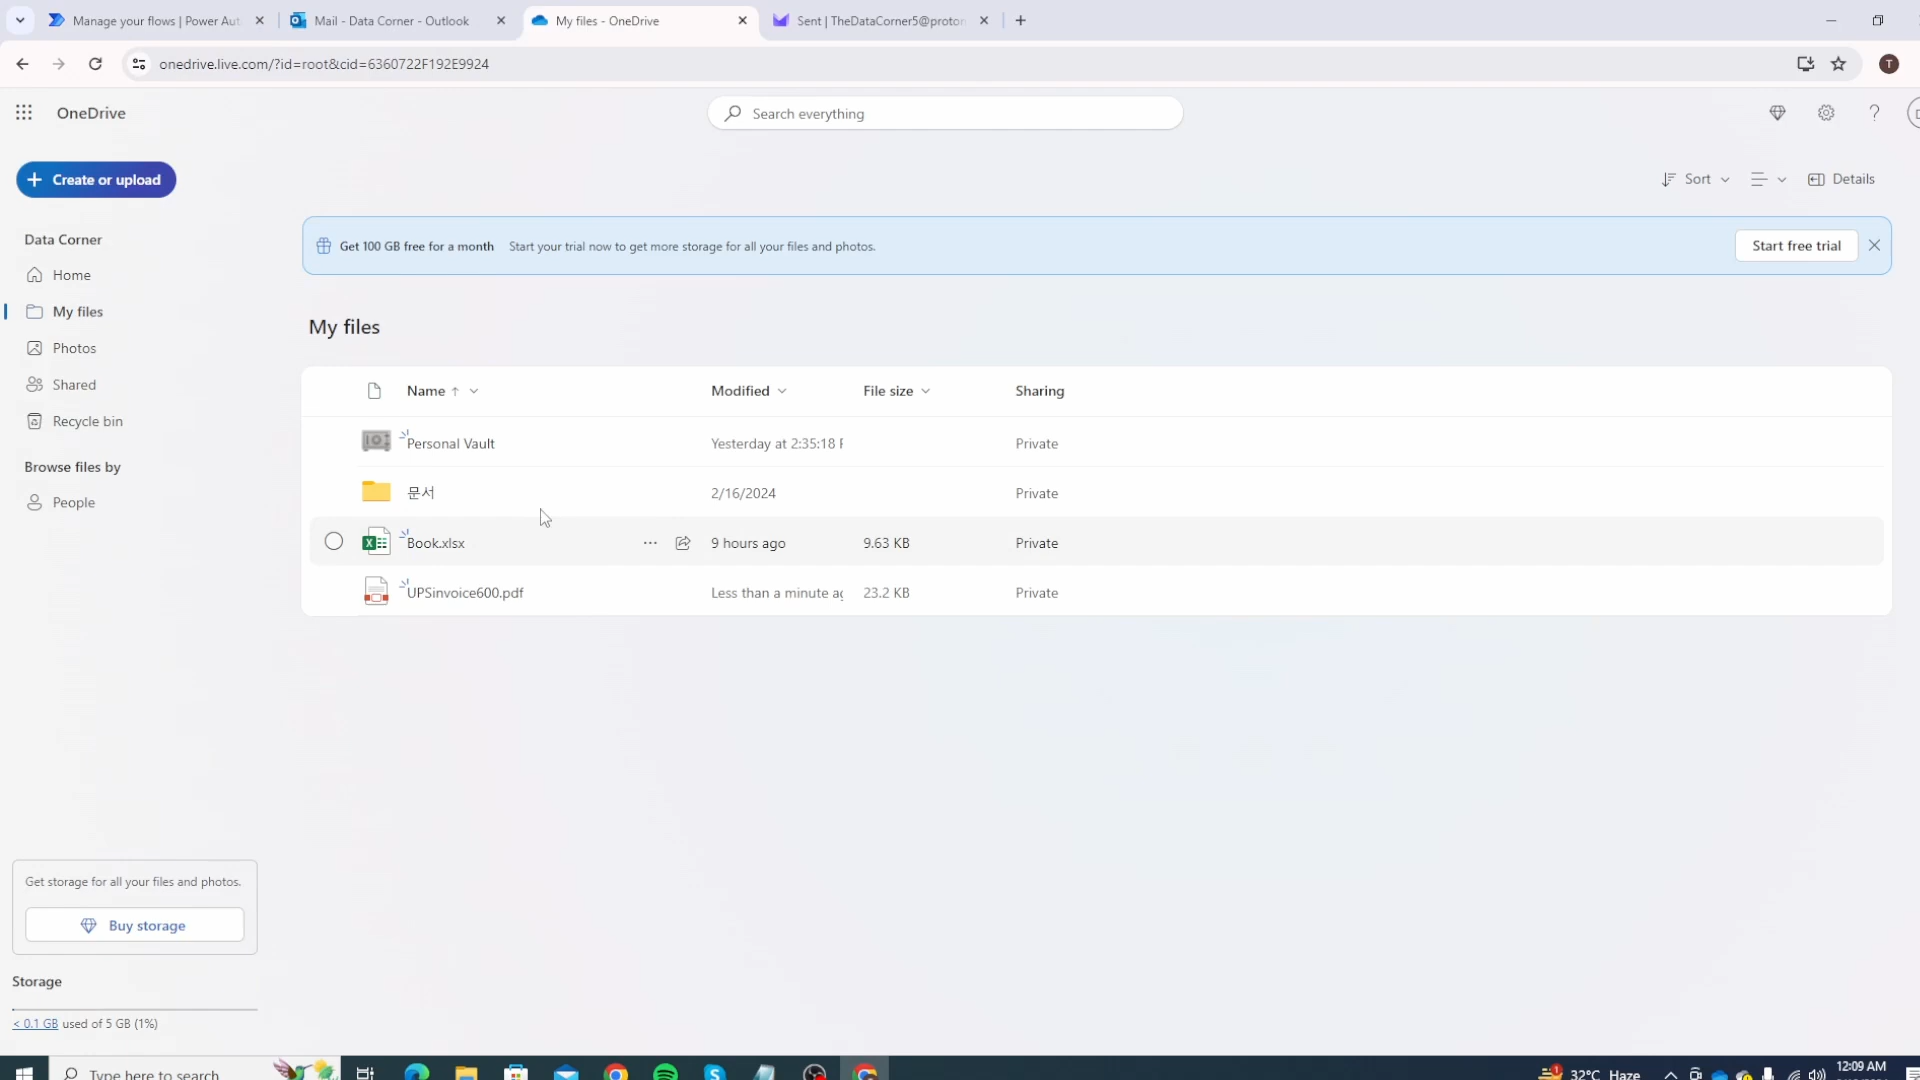 Manage your flows | Power Aut
Mail - Data Corner - Outlook
My files - OneDrive
Sent | TheDataCorner5@proton
onedrive.live.com/?id=root&cid=6360722F192E9924
T
OneDrive
Search everything
+ Create or upload
Sort
Details
Data Corner
Get 100 GB free for a month Start your trial now to get more storage for all your files and photos.
Start free trial
Home
My files
Photos
Shared
Recycle bin
Browse files by
People
My files
Name Modified File size Sharing
Personal Vault Yesterday at 2:35:18 Private
문서 2/16/2024 Private
Book.xlsx 9 hours ago 9.63 KB Private
UPSinvoice600.pdf Less than a minute ag 23.2 KB Private
Get storage for all your files and photos.
Buy storage
Storage
< 0.1 GB used of 5 GB (1%)
Type here to search
32°C Haze
12:09 AM